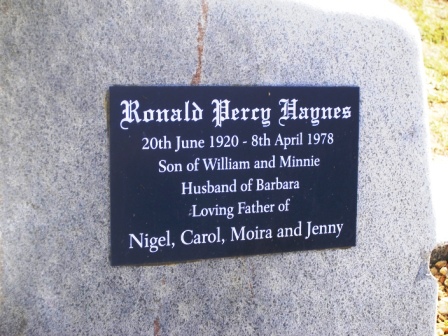 Ronald Percy Haynes
20th June 1920 - 8th April 1978
Son of William and Minnie
Husband of Barbara
Loving Father of
Nigel, Carol, Moira and Jenny